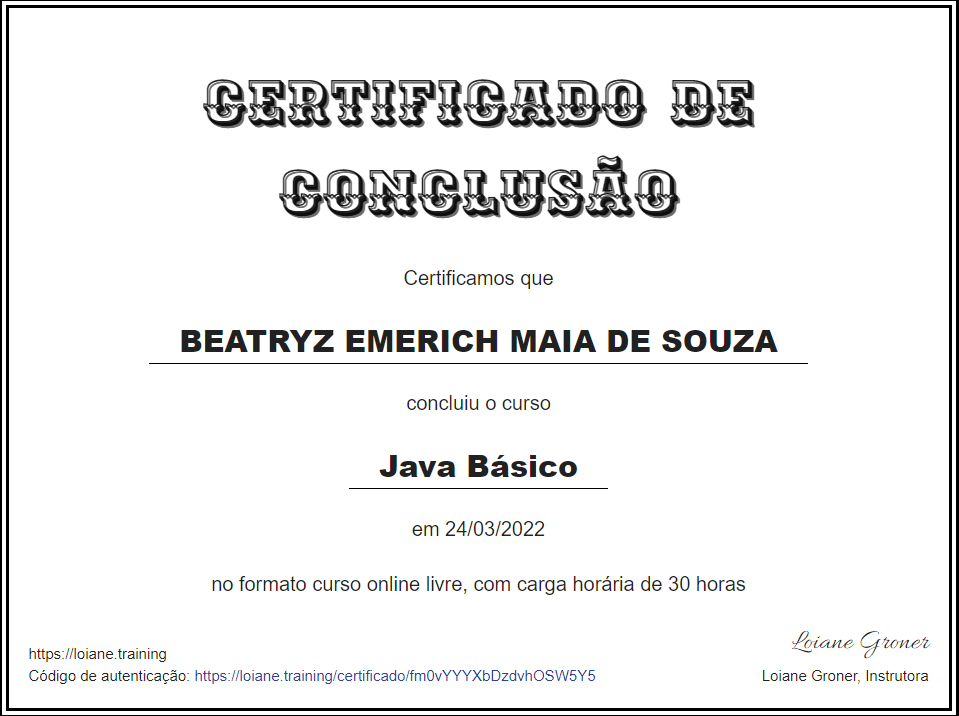 CERTIFICADO DE
CONCLUSÃO
Certificamos que
BEATRYZ EMERICH MAIA DE SOUZA
concluiu o curso
Java Básico
em 24/03/2022
no formato curso online livre, com carga horária de 30 horas
Loiane Groner
https://loiane.training
Código de autenticação: https://loiane.training/certificado/fm0vYYYXbDzdvhOSW5Y5
Loiane Groner, Instrutora